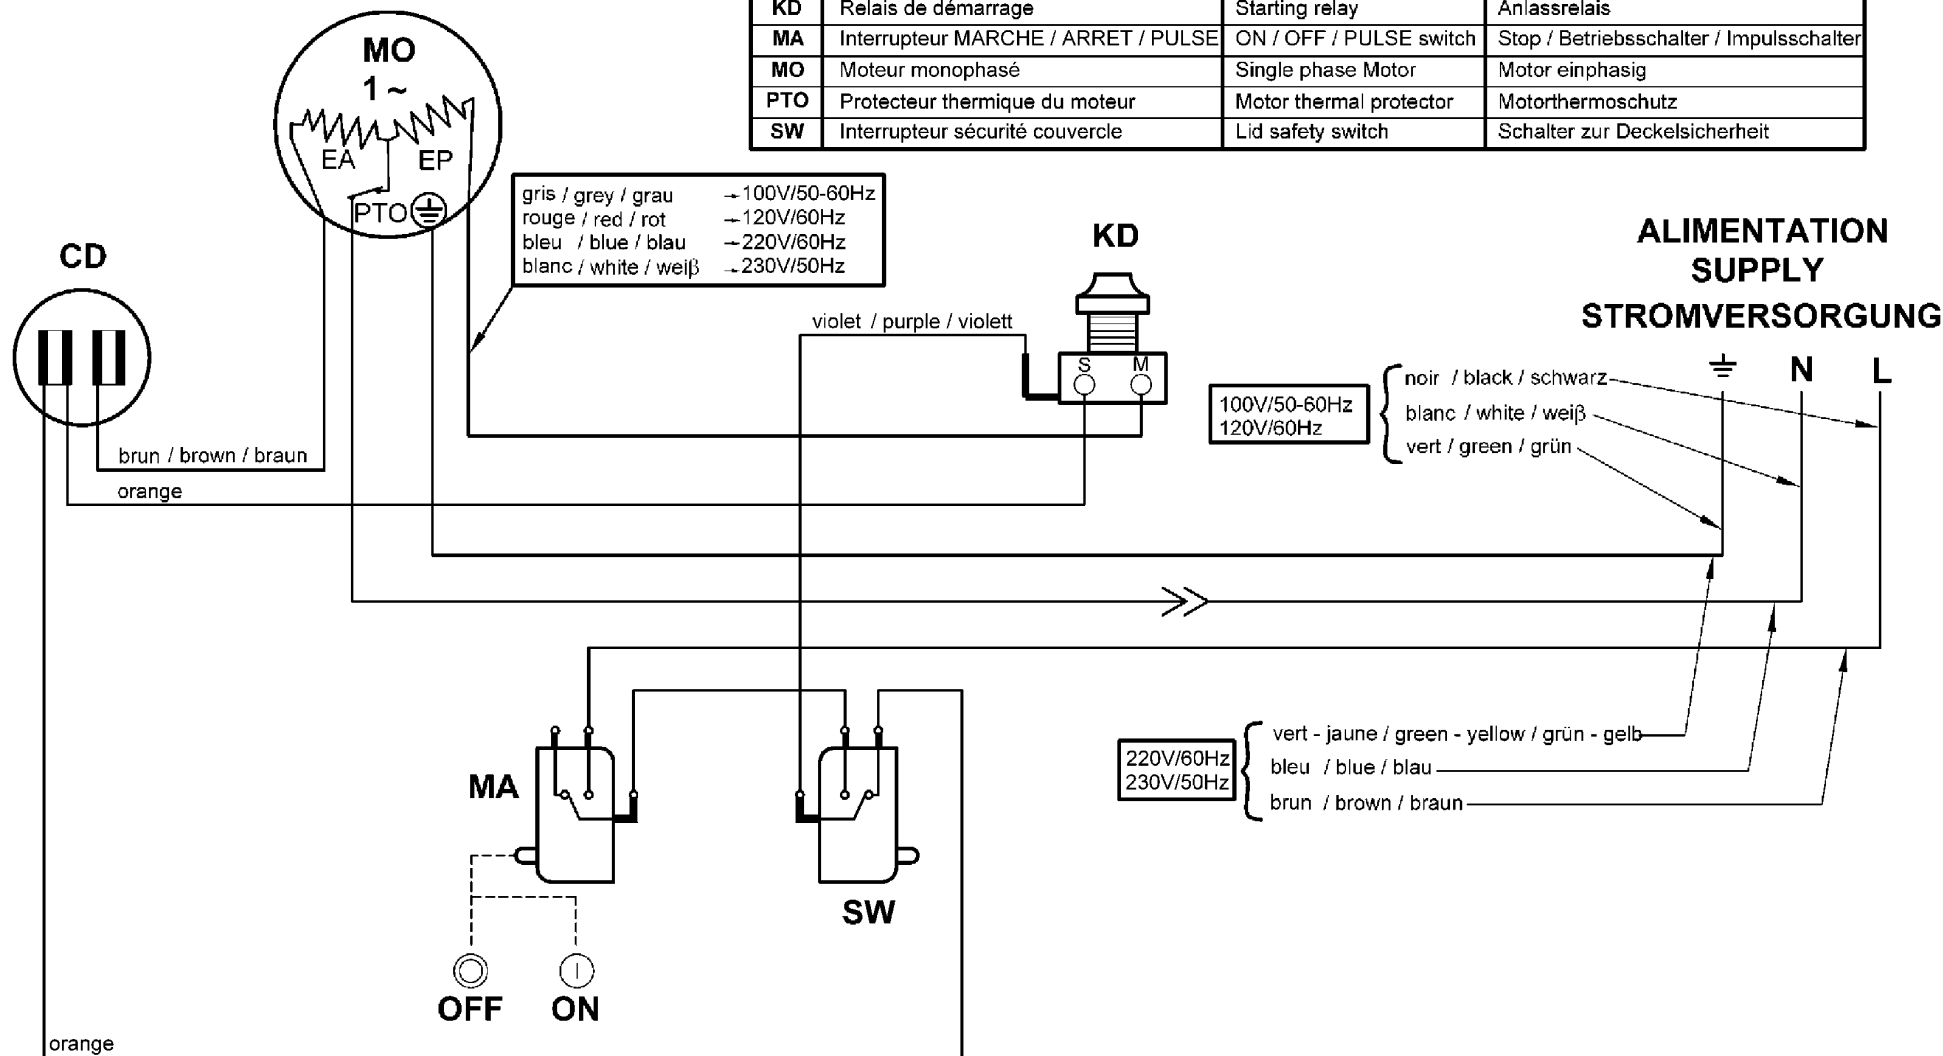 KD Relais de démarrage Starting relay Anlassrelais
MA Interrupteur MARCHE / ARRET / PULSE ON / OFF / PULSE switch Stop / Betriebsschalter / Impulsschalter
MO Moteur monophasé Single phase Motor Motor einphasig
PTO Protecteur thermique du moteur Motor thermal protector Motorthermoschutz
SW Interrupteur sécurité couvercle Lid safety switch Schalter zur Deckelsicherheit
MO
1 ~
EA EP
PTO
gris / grey / grau →100V/50-60Hz
rouge / red / rot →120V/60Hz
bleu / blue / blau →220V/60Hz
blanc / white / weiβ →230V/50Hz
CD
KD
violet / purple / violett
S M
ALIMENTATION
SUPPLY
STROMVERSORGUNG
N L
100V/50-60Hz
120V/60Hz
noir / black / schwarz
blanc / white / weiβ
vert / green / grün
brun / brown / braun
orange
MA
SW
220V/60Hz
230V/50Hz
vert - jaune / green - yellow / grün - gelb
bleu / blue / blau
brun / brown / braun
OFF ON
orange